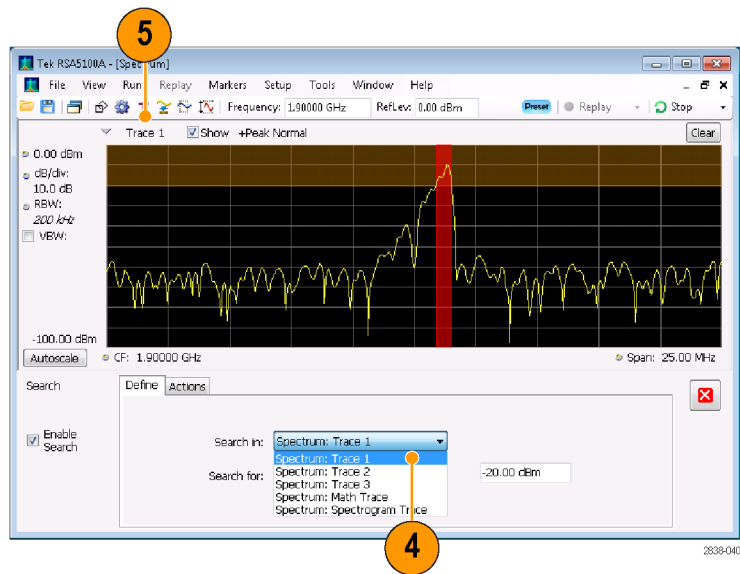 5
Tek RSA5100A - [Spectrum]
File View Run Replay Markers Setup Tools Window Help
Frequency: 1.90000 GHz RefLev: 0.00 dBm Preset Replay Stop
Trace 1 Show +Peak Normal Clear
0.00 dBm
dB/div:
10.0 dB
RBW:
200 kHz
VBW:
-100.00 dBm
Autoscale CF: 1.90000 GHz Span: 25.00 MHz
Search Define Actions
Enable
Search
Search in: Spectrum: Trace 1
Spectrum: Trace 1
Search for: Spectrum: Trace 2 -20.00 dBm
Spectrum: Trace 3
Spectrum: Math Trace
Spectrum: Spectrogram Trace
4
2838-040